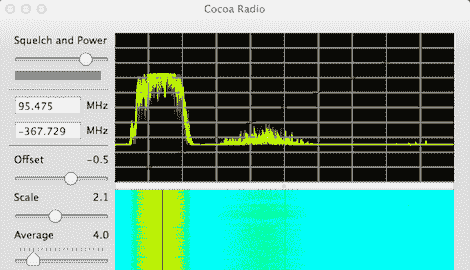 Cocoa Radio
Squelch and Power
95.475 MHz
-367.729 MHz
Offset -0.5
Scale 2.1
Average 4.0